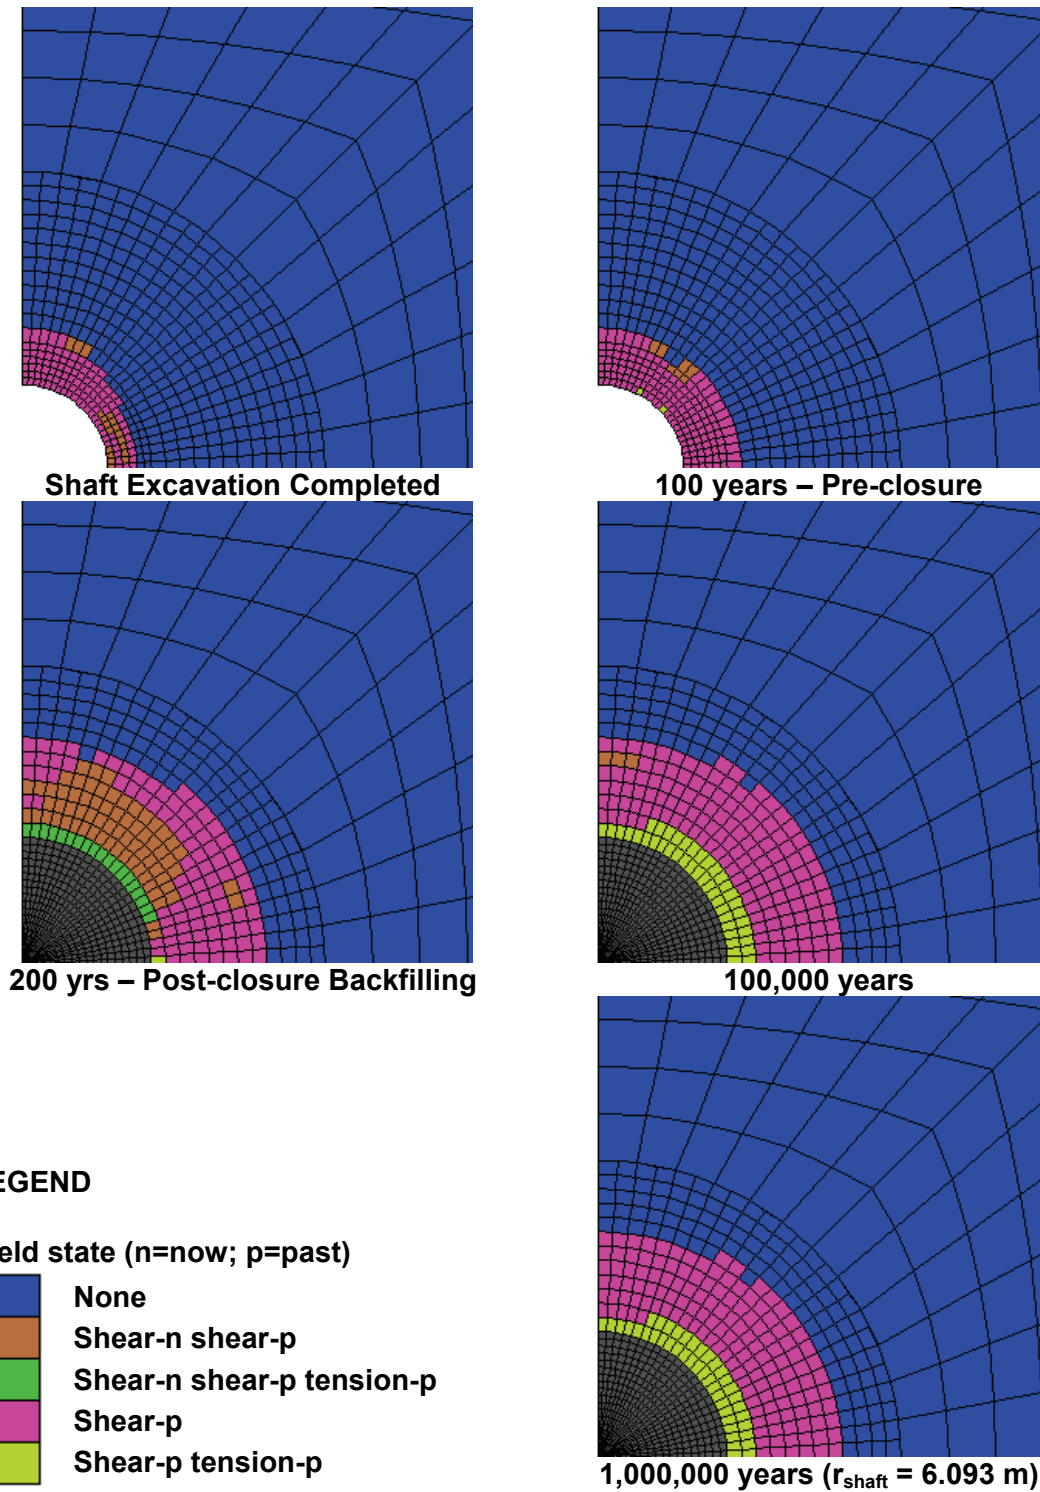 Shaft Excavation Completed
100 years – Pre-closure
200 yrs – Post-closure Backfilling
100,000 years
EGEND
eld state (n=now; p=past)
None
Shear-n shear-p
Shear-n shear-p tension-p
Shear-p
Shear-p tension-p
1,000,000 years (rshaft = 6.093 m)